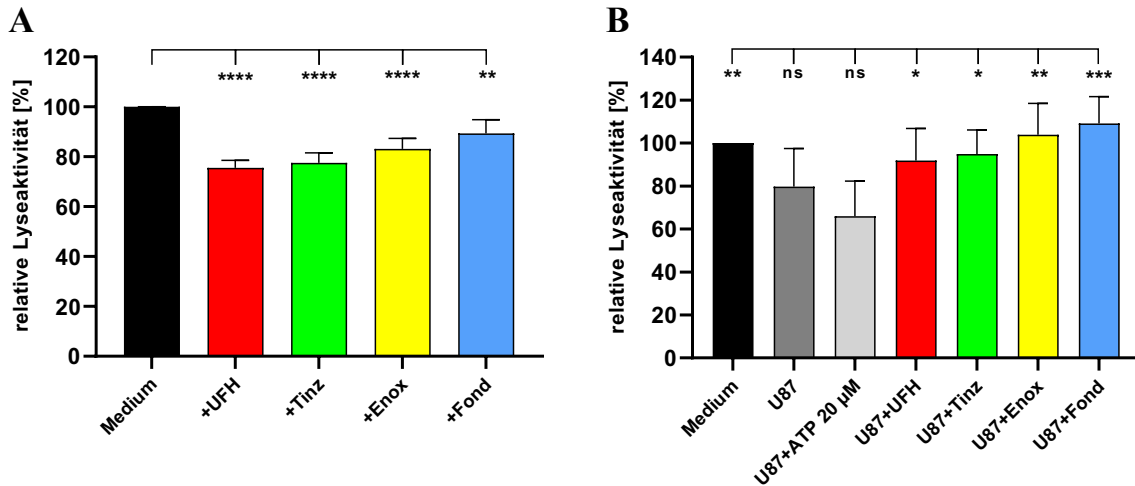 A
relative Lyseaktivität [%]
120
100
80
60
40
20
0
**** **** **** **
Medium
+UFH
+Tinz
+Enox
+Fond
B
relative Lyseaktivität [%]
140
120
100
80
60
40
20
0
** ns ns * * ** ***
Medium
U87
U87+ATP 20 µM
U87+UFH
U87+Tinz
U87+Enox
U87+Fond